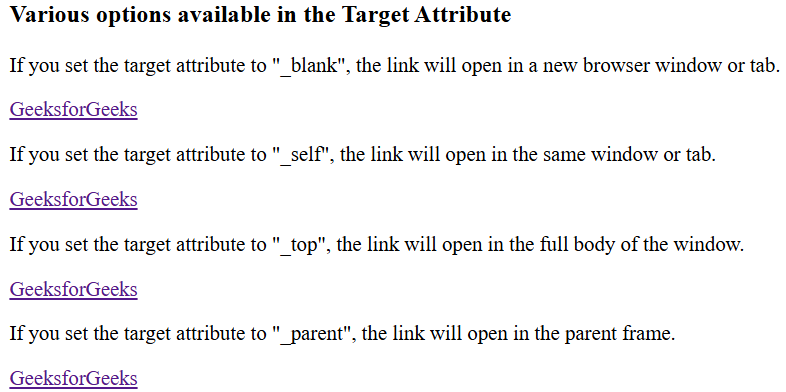 Various options available in the Target Attribute
If you set the target attribute to "_blank", the link will open in a new browser window or tab.
GeeksforGeeks
If you set the target attribute to "_self", the link will open in the same window or tab.
GeeksforGeeks
If you set the target attribute to "_top", the link will open in the full body of the window.
GeeksforGeeks
If you set the target attribute to "_parent", the link will open in the parent frame.
GeeksforGeeks